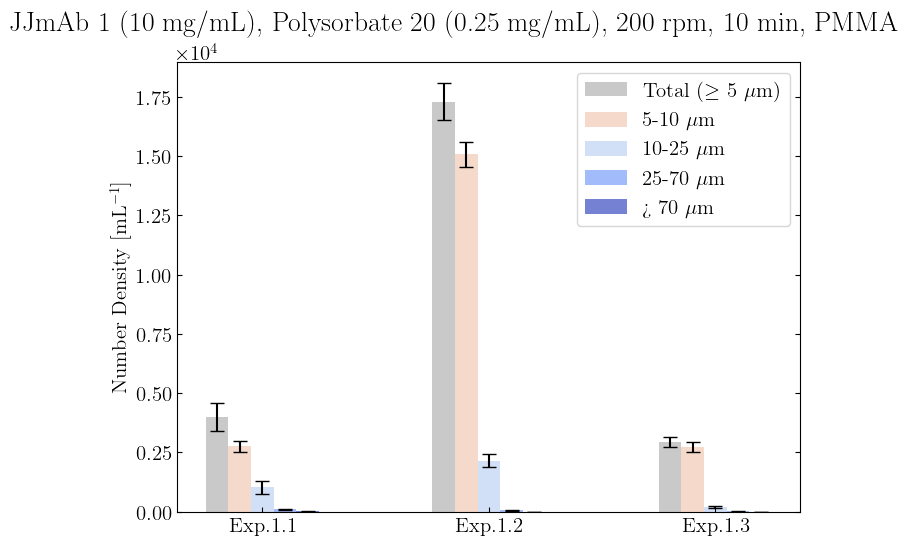 JJmAb 1 (10 mg/mL), Polysorbate 20 (0.25 mg/mL), 200 rpm, 10 min, PMMA
×10⁴
Number Density [mL⁻¹]
1.75
1.50
1.25
1.00
0.75
0.50
0.25
0.00
Total (≥ 5 μm)
5-10 μm
10-25 μm
25-70 μm
¿ 70 μm
Exp.1.1
Exp.1.2
Exp.1.3